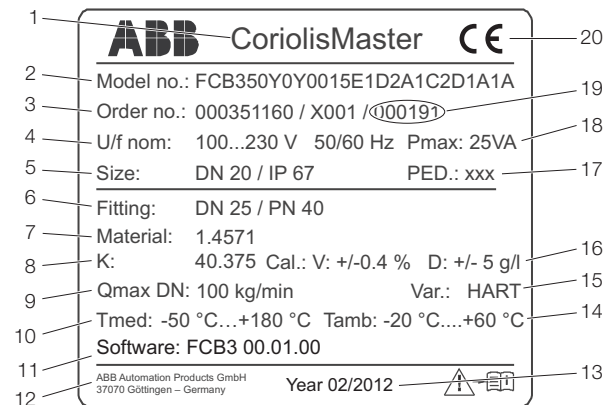 1 ABB CoriolisMaster CE 20
2 Model no.: FCB350Y0Y0015E1D2A1C2D1A1A
3 Order no.: 000351160 / X001 / 000191 19
4 U/f nom: 100...230 V 50/60 Hz Pmax: 25VA 18
5 Size: DN 20 / IP 67 PED.: xxx 17
6 Fitting: DN 25 / PN 40
7 Material: 1.4571
8 K: 40.375 Cal.: V: +/-0.4 % D: +/- 5 g/l 16
9 Qmax DN: 100 kg/min Var.: HART 15
10 Tmed: -50 °C...+180 °C Tamb: -20 °C....+60 °C 14
11 Software: FCB3 00.01.00
12 ABB Automation Products GmbH
37070 Göttingen – Germany
Year 02/2012 13